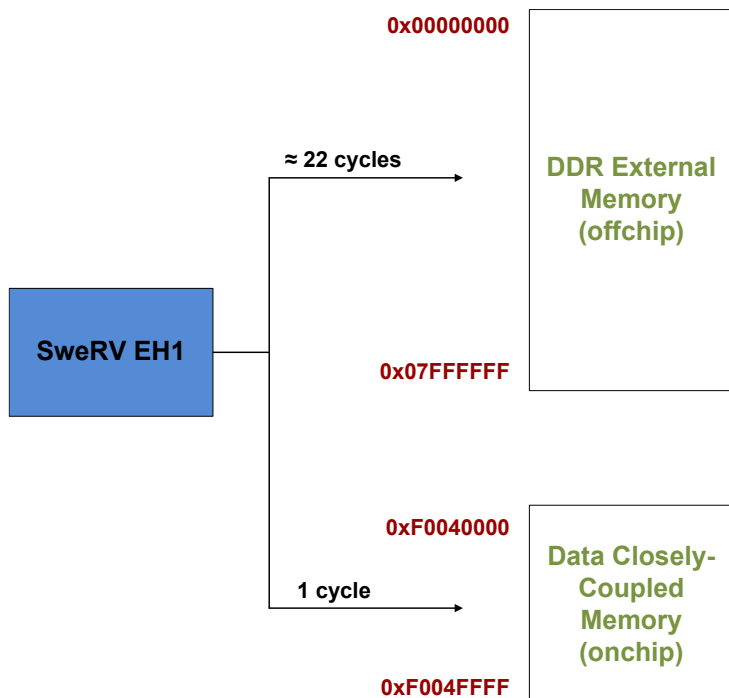 0x00000000
≈ 22 cycles
DDR External
Memory
(offchip)
SweRV EH1
0x07FFFFFF
0xF0040000
Data Closely-
Coupled
Memory
(onchip)
1 cycle
0xF004FFFF